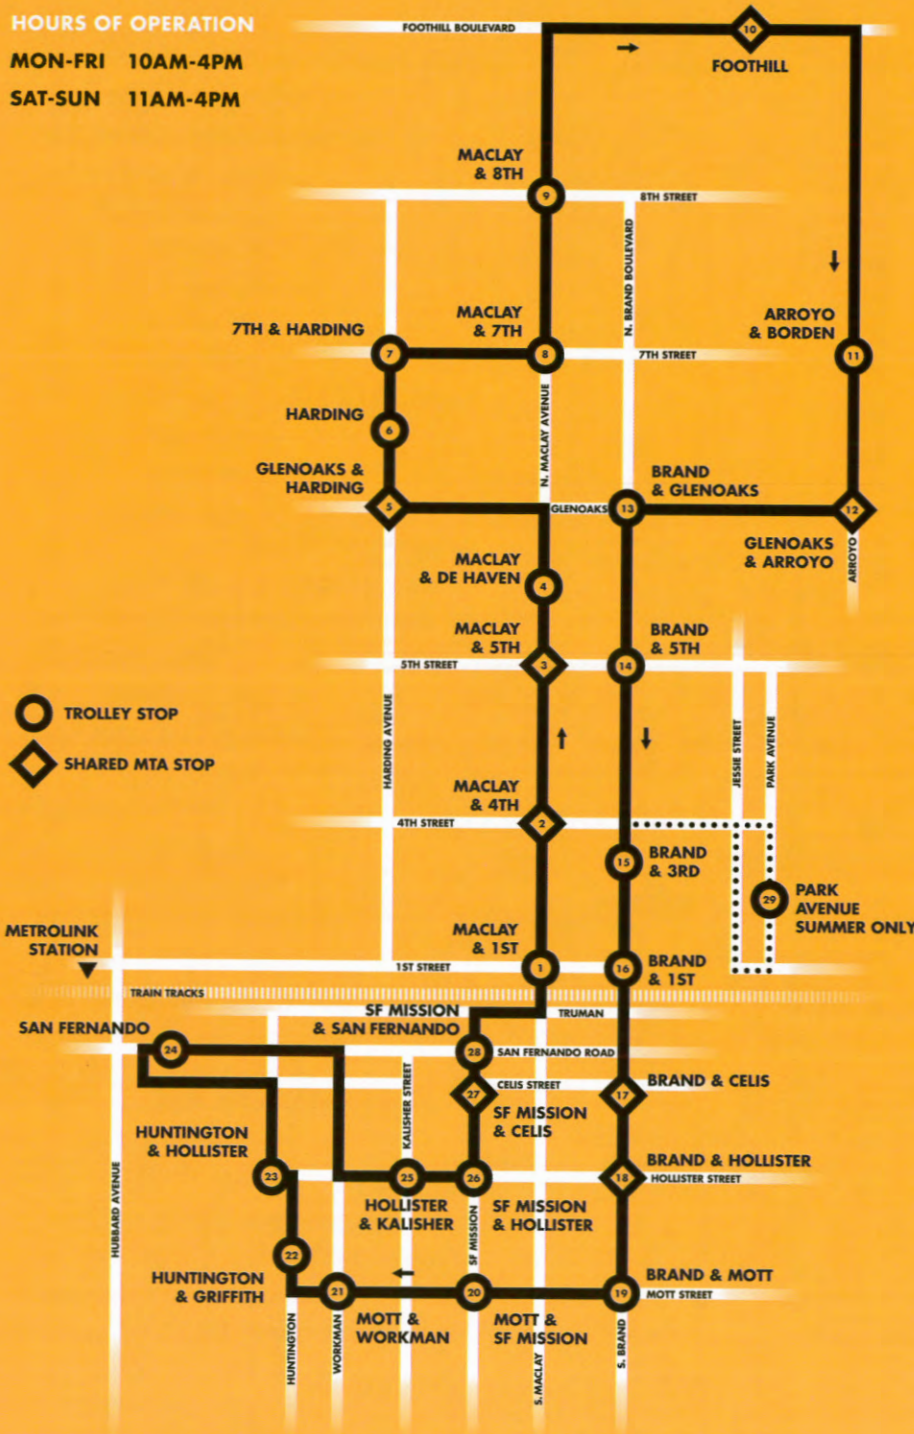 HOURS OF OPERATION
MON-FRI 10AM-4PM
SAT-SUN 11AM-4PM
FOOTHILL BOULEVARD
10
FOOTHILL
MACLAY
& 8TH
9
8TH STREET
N. BRAND BOULEVARD
7TH & HARDING
7
MACLAY
& 7TH
8
7TH STREET
ARROYO
& BORDEN
11
HARDING
6
N. MACLAY AVENUE
GLENOAKS &
HARDING
5
GLENOAKS
BRAND
& GLENOAKS
13
12
GLENOAKS
& ARROYO
ARROYO
MACLAY
& DE HAVEN
4
MACLAY
& 5TH
3
5TH STREET
BRAND
& 5TH
14
TROLLEY STOP
SHARED MTA STOP
HARDING AVENUE
JESSIE STREET
PARK AVENUE
MACLAY
& 4TH
2
4TH STREET
BRAND
& 3RD
15
29
PARK
AVENUE
SUMMER ONLY
METROLINK
STATION
MACLAY
& 1ST
1
1ST STREET
BRAND
& 1ST
16
TRAIN TRACKS
SF MISSION
& SAN FERNANDO
28
TRUMAN
SAN FERNANDO
24
SAN FERNANDO ROAD
KALISHER STREET
27
CELIS STREET
SF MISSION
& CELIS
17
BRAND & CELIS
HUNTINGTON
& HOLLISTER
23
HUBBARD AVENUE
25
HOLLISTER
& KALISHER
26
SF MISSION
& HOLLISTER
18
BRAND & HOLLISTER
HOLLISTER STREET
SF MISSION
22
HUNTINGTON
& GRIFFITH
21
MOTT &
WORKMAN
20
MOTT &
SF MISSION
19
BRAND & MOTT
MOTT STREET
HUNTINGTON
WORKMAN
S. MACLAY
S. BRAND